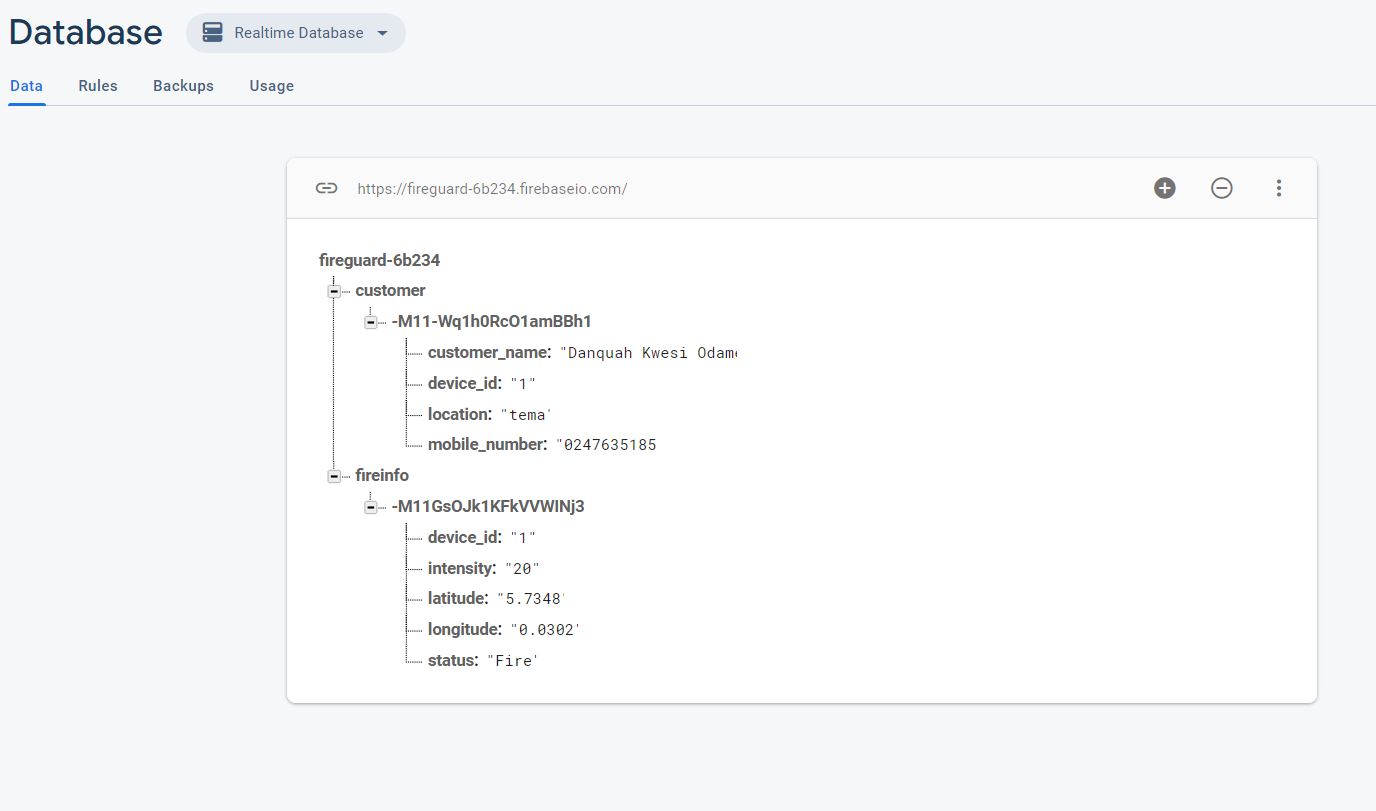 Database Realtime Database
Data Rules Backups Usage
https://fireguard-6b234.firebaseio.com/
fireguard-6b234
customer
-M11-Wq1h0RcO1amBBh1
customer_name: "Danquah Kwesi Odame
device_id: "1"
location: "tema'
mobile_number: "0247635185
fireinfo
-M11GsOJk1KFkVVWINj3
device_id: "1"
intensity: "20"
latitude: "5.7348'
longitude: "0.0302'
status: "Fire'